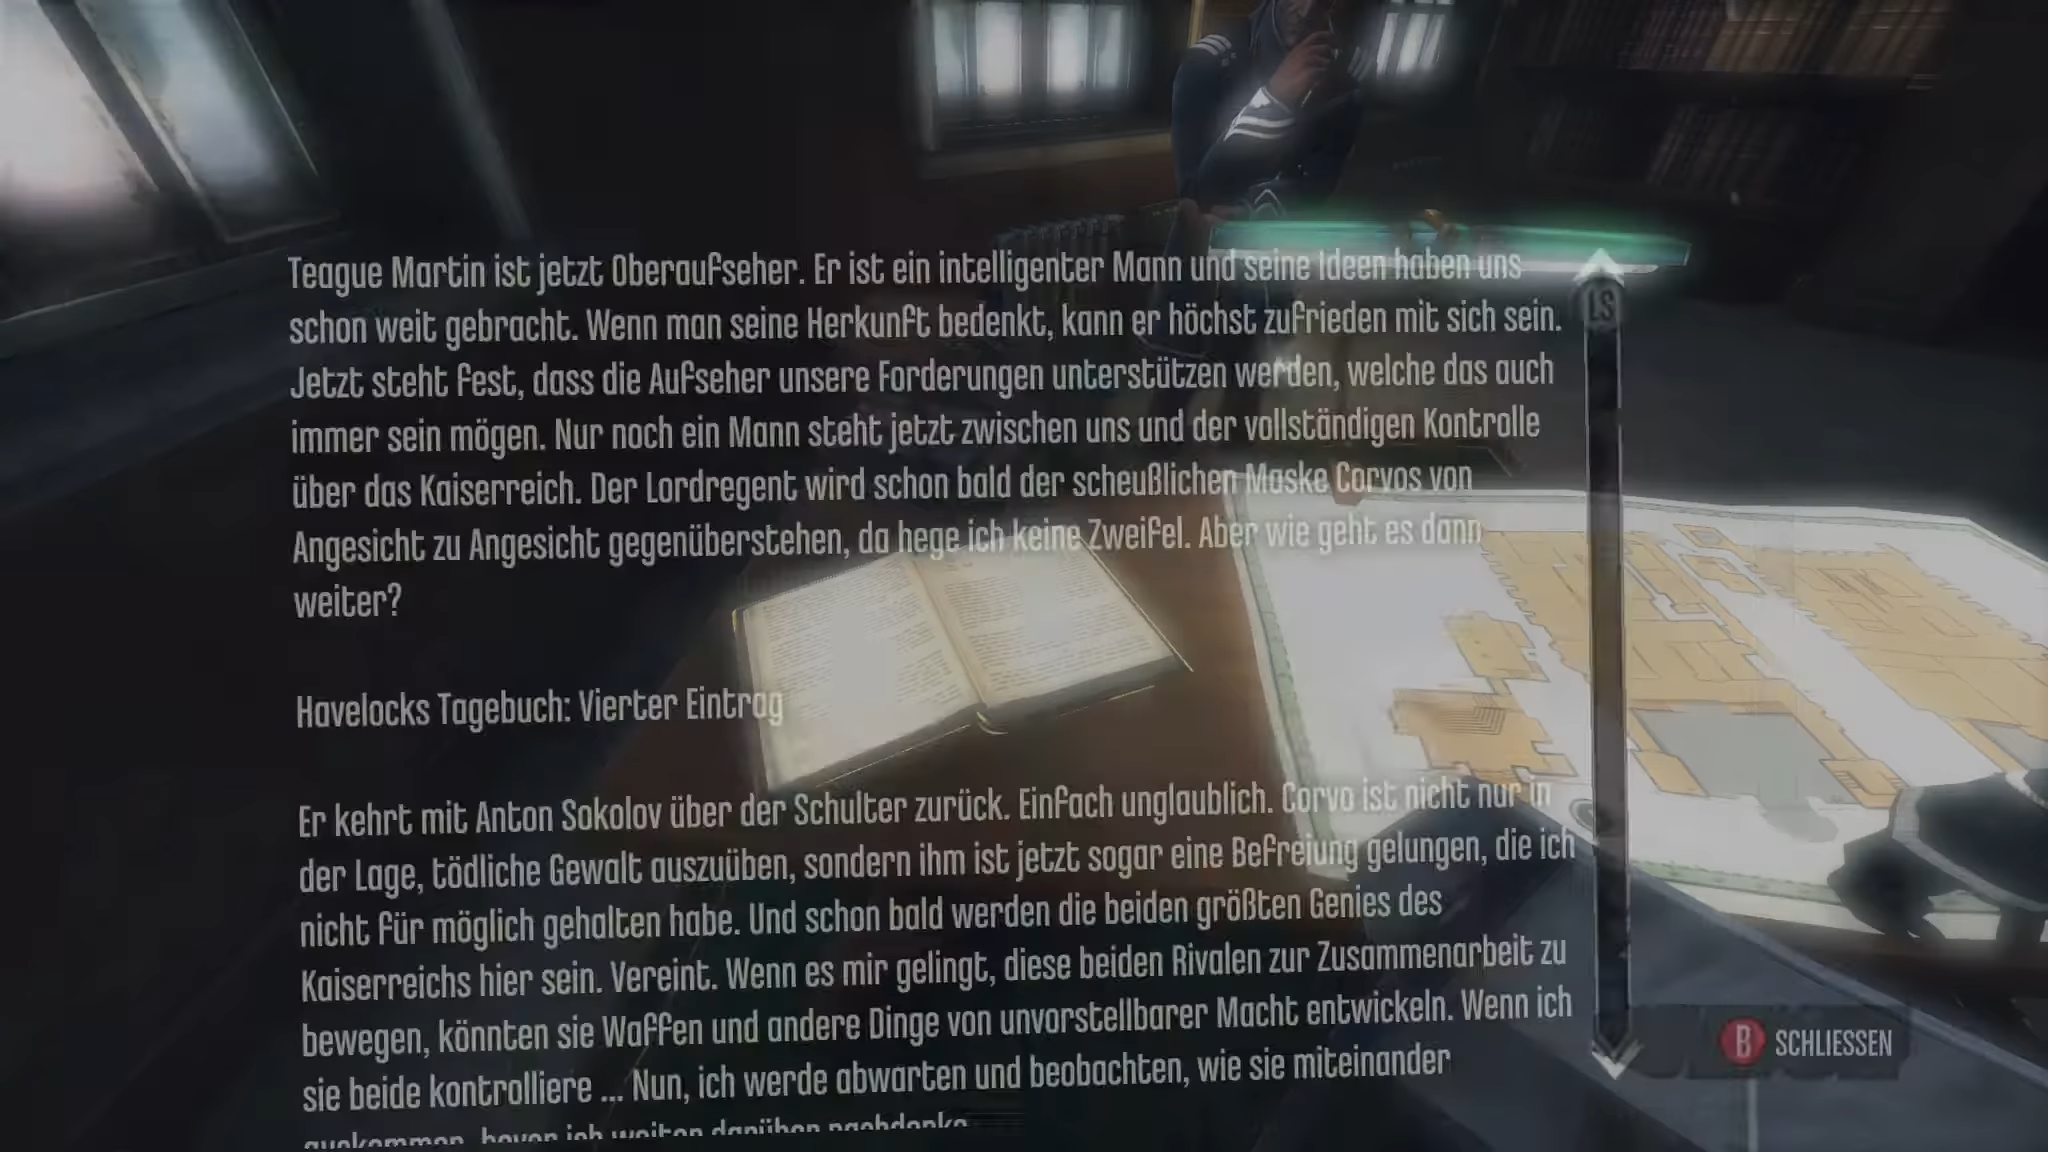 Teague Martin ist jetzt Oberaufseher. Er ist ein intelligenter Mann und seine Ideen haben uns
schon weit gebracht. Wenn man seine Herkunft bedenkt, kann er höchst zufrieden mit sich sein.
Jetzt steht fest, dass die Aufseher unsere Forderungen unterstützen werden, welche das auch
immer sein mögen. Nur noch ein Mann steht jetzt zwischen uns und der vollständigen Kontrolle
über das Kaiserreich. Der Lordregent wird schon bald der scheußlichen Maske Corvos von
Angesicht zu Angesicht gegenüberstehen, da hege ich keine Zweifel. Aber wie geht es dann
weiter?
Havelocks Tagebuch: Vierter Eintrag
Er kehrt mit Anton Sokolov über der Schulter zurück. Einfach unglaublich. Corvo ist nicht nur in
der Lage, tödliche Gewalt auszuüben, sondern ihm ist jetzt sogar eine Befreiung gelungen, die ich
nicht für möglich gehalten habe. Und schon bald werden die beiden größten Genies des
Kaiserreichs hier sein. Vereint. Wenn es mir gelingt, diese beiden Rivalen zur Zusammenarbeit zu
bewegen, könnten sie Waffen und andere Dinge von unvorstellbarer Macht entwickeln. Wenn ich
sie beide kontrolliere ... Nun, ich werde abwarten und beobachten, wie sie miteinander
auskommen, bevor ich weiter darüber nachdenke.
LS
B SCHLIESSEN